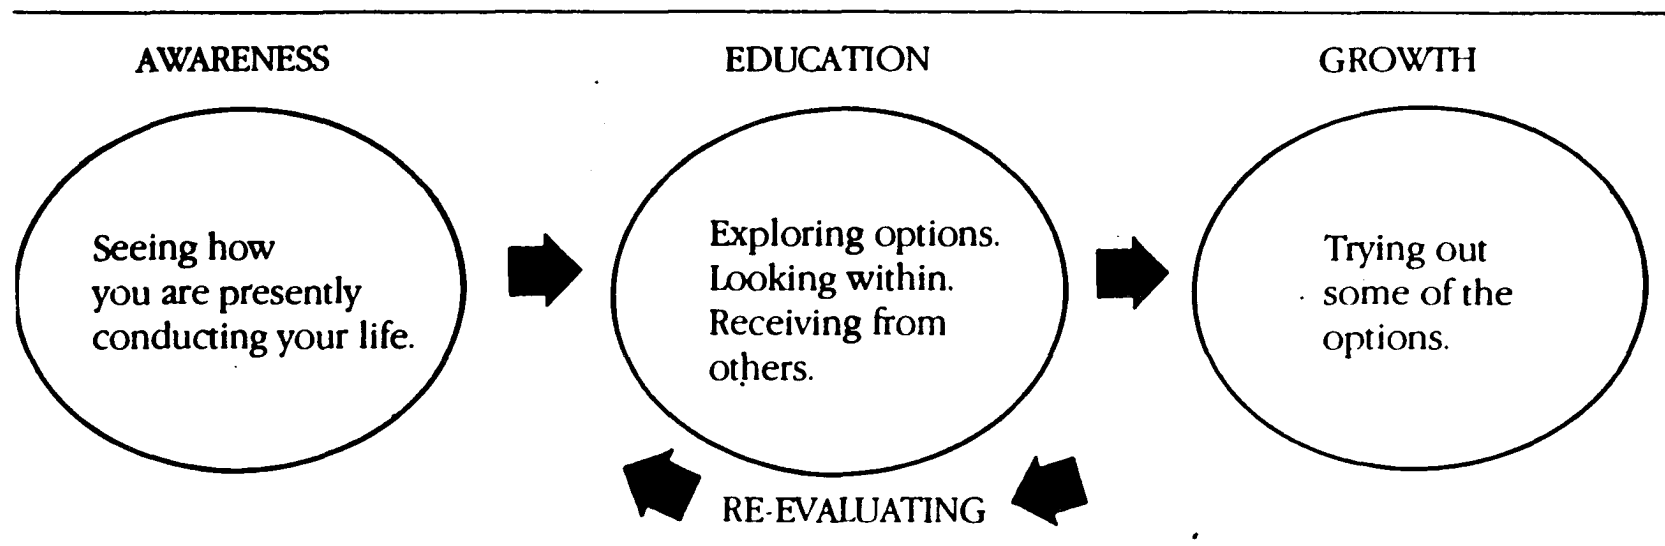 AWARENESS
EDUCATION
GROWTH
Seeing how
you are presently
conducting your life.
Exploring options.
Looking within.
Receiving from
others.
Trying out
some of the
options.
RE-EVALUATING